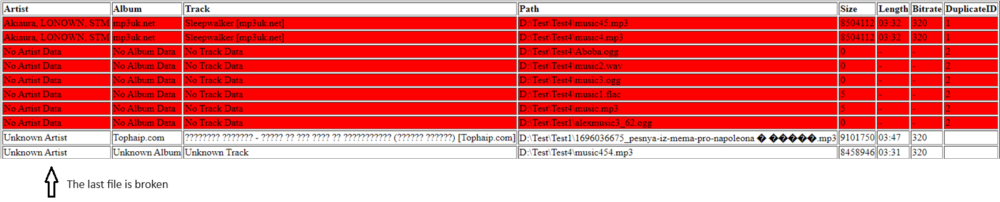 Artist Album Track Path Size Length Bitrate DuplicateID
Akiaura, LONOWN, STM mp3uk.net Sleepwalker [mp3uk.net] D:\Test\Test4\music45.mp3 8504112 03:32 320 1
Akiaura, LONOWN, STM mp3uk.net Sleepwalker [mp3uk.net] D:\Test\Test4\music4.mp3 8504112 03:32 320 1
No Artist Data No Album Data No Track Data D:\Test\Test4\Aboba.ogg 0 - - 2
No Artist Data No Album Data No Track Data D:\Test\Test4\music2.wav 0 - - 2
No Artist Data No Album Data No Track Data D:\Test\Test4\music3.ogg 0 - - 2
No Artist Data No Album Data No Track Data D:\Test\Test4\music1.flac 5 - - 2
No Artist Data No Album Data No Track Data D:\Test\Test4\music.mp3 5 - - 2
No Artist Data No Album Data No Track Data D:\Test\Test1\alexmusic3_62.ogg 0 - - 2
Unknown Artist Tophaip.com ???????? ??????? - ????? ?? ??? ???? ?? ??????????? (?????? ??????) [Tophaip.com] D:\Test\Test1\1696036675_pesnya-iz-mema-pro-napoleona � �����.mp3 9101750 03:47 320
Unknown Artist Unknown Album Unknown Track D:\Test\Test4\music454.mp3 8458946 03:31 320
The last file is broken